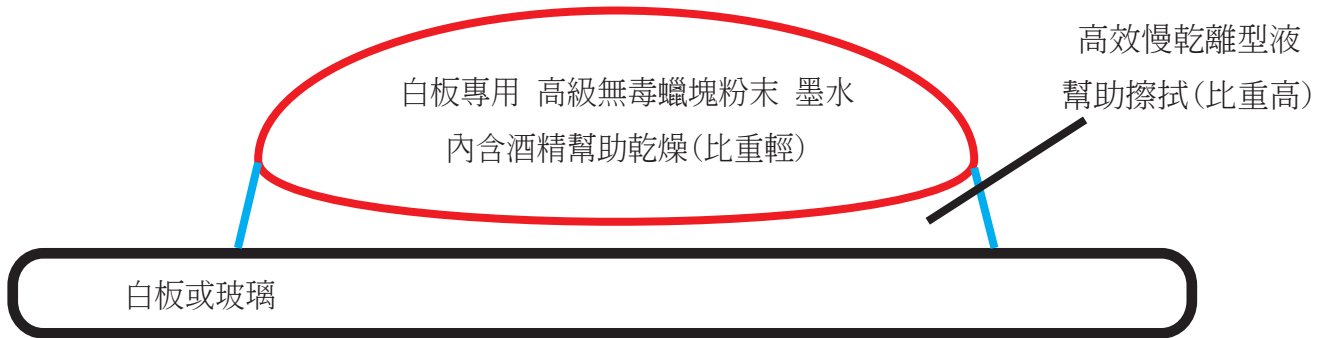 高效慢乾離型液
幫助擦拭(比重高)
白板專用 高級無毒蠟塊粉末 墨水
內含酒精幫助乾燥(比重輕)
白板或玻璃